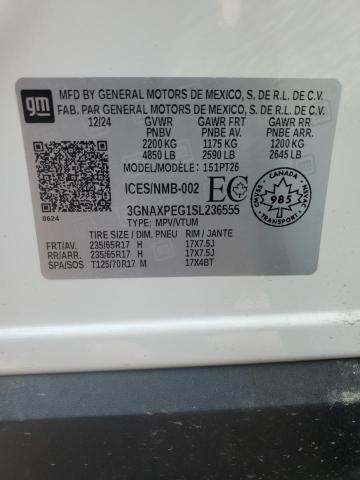 gm
MFD BY GENERAL MOTORS DE MEXICO, S. DE R.L. DE C.V.
FAB. PAR GENERAL MOTORS DE MEXICO, S. DE R.L. DE C.V.
12/24 GVWR GAWR FRT GAWR RR
PNBV PNBE AV. PNBE ARR.
2200 KG 1175 KG 1200 KG
4850 LB 2590 LB 2645 LB
MODEL/MODÈLE: 151PT26
ICES/NMB-002 EC
CANADA
985
NSVAC / NVMSC
8624
3GNAXPEG1SL236555
TYPE: MPV/VTUM
TIRE SIZE / DIM. PNEU RIM / JANTE
FRT/AV. 235/65R17 H 17X7.5J
RR/ARR. 235/65R17 H 17X7.5J
SPA/SOS T125/70R17 M 17X4BT